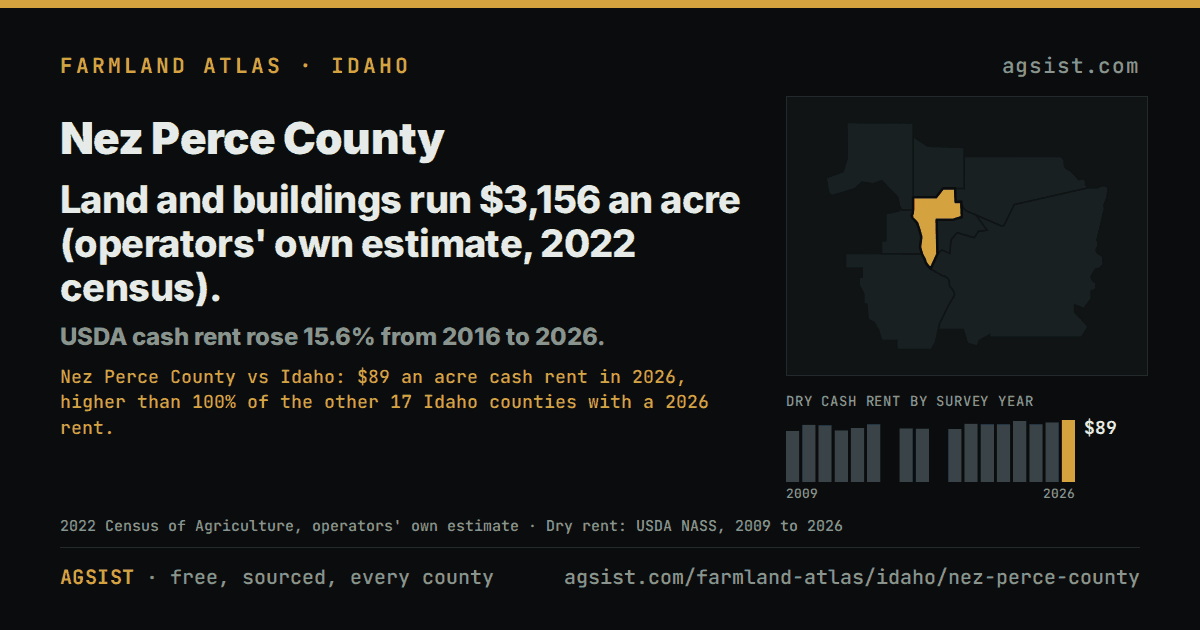 FARMLAND ATLAS · IDAHO
agsist.com
Nez Perce County
Land and buildings run $3,156 an acre
(operators' own estimate, 2022
census).
USDA cash rent rose 15.6% from 2016 to 2026.
Nez Perce County vs Idaho: $89 an acre cash rent in 2026,
higher than 100% of the other 17 Idaho counties with a 2026
rent.
DRY CASH RENT BY SURVEY YEAR
$89
2009 2026
2022 Census of Agriculture, operators' own estimate · Dry rent: USDA NASS, 2009 to 2026
AGSIST · free, sourced, every county
agsist.com/farmland-atlas/idaho/nez-perce-county